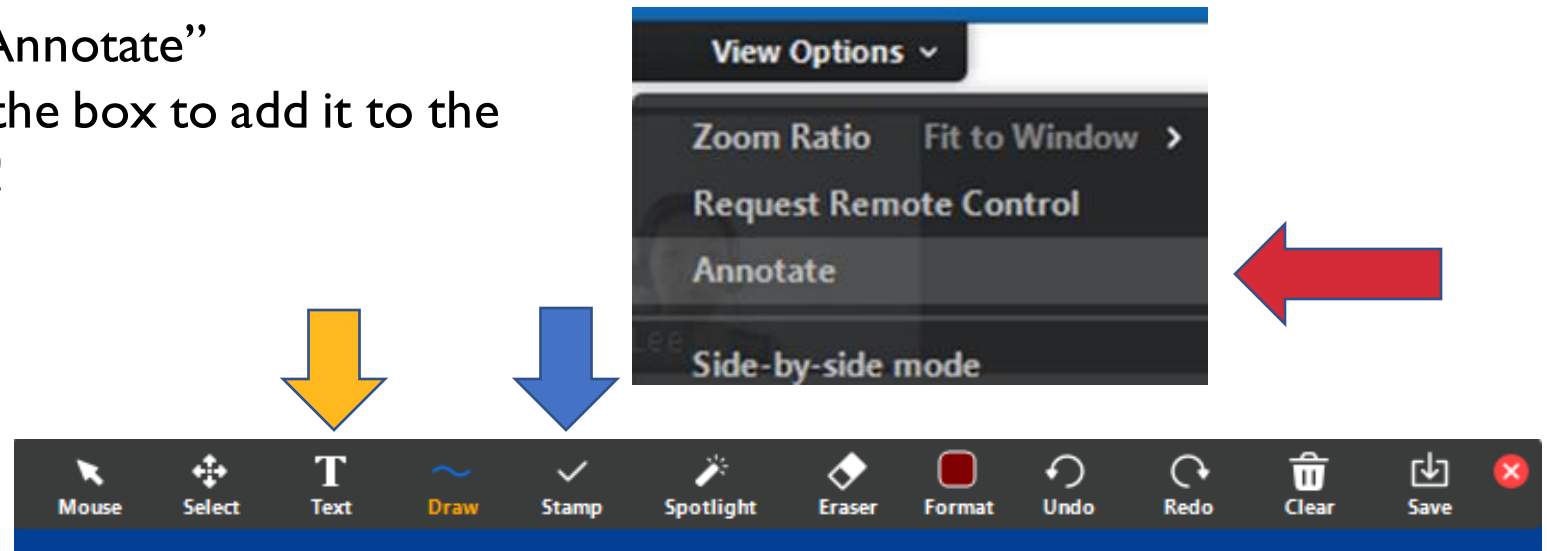 Annotate”
the box to add it to the
View Options
Zoom Ratio Fit to Window >
Request Remote Control
Annotate
Lee
Side-by-side mode
Mouse Select Text Draw Stamp Spotlight Eraser Format Undo Redo Clear Save